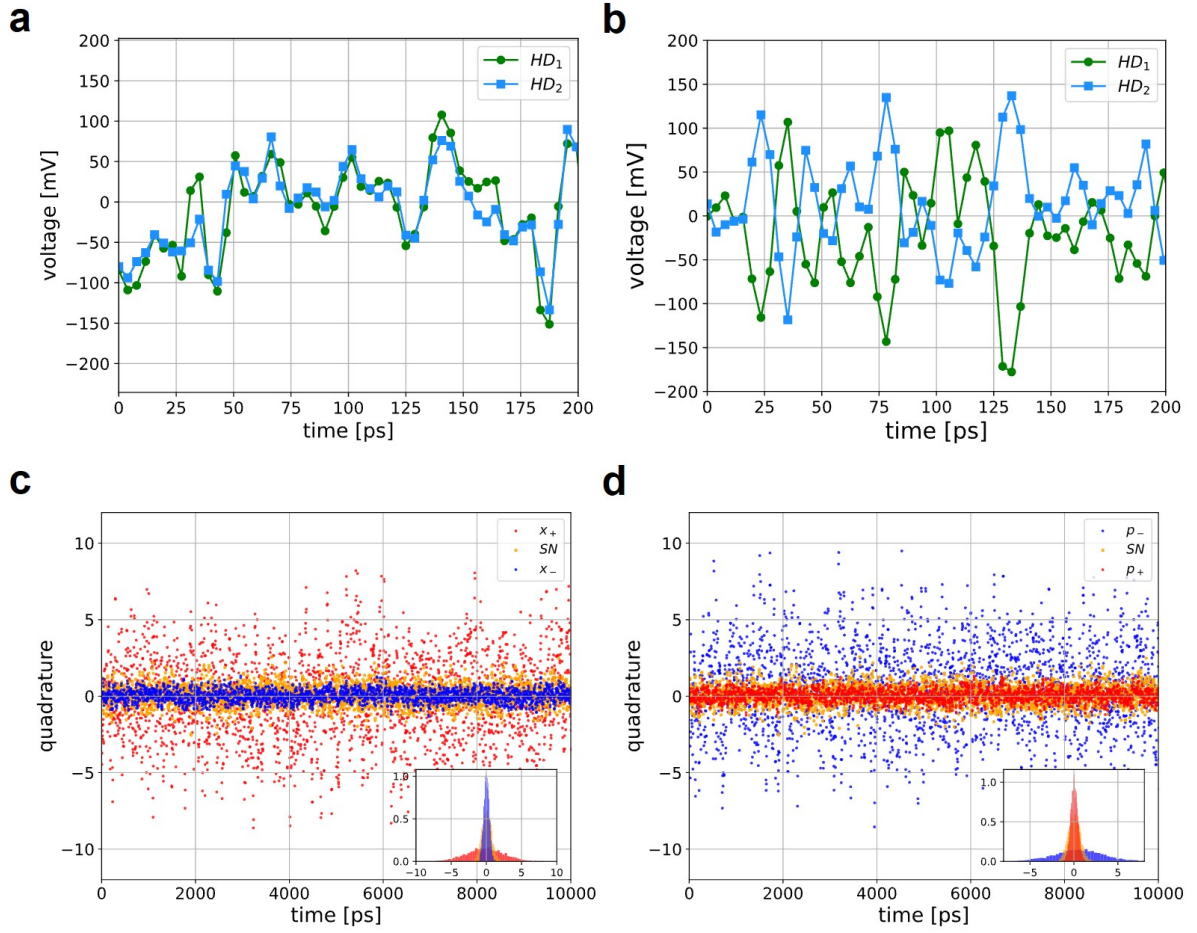 a
200
150
100
50
0
−50
−100
−150
−200
voltage [mV]
HD₁
HD₂
0 25 50 75 100 125 150 175 200
time [ps]
b
200
150
100
50
0
−50
−100
−150
−200
voltage [mV]
HD₁
HD₂
0 25 50 75 100 125 150 175 200
time [ps]
c
10
5
0
−5
−10
quadrature
x₊
SN
x₋
1.0
0.5
0.0
−10 −5 0 5 10
0 2000 4000 6000 8000 10000
time [ps]
d
10
5
0
−5
−10
quadrature
p₋
SN
p₊
1.0
0.5
0.0
−5 0 5
0 2000 4000 6000 8000 10000
time [ps]